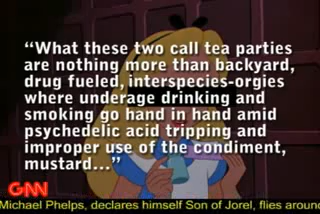 “What these two call tea parties
are nothing more than backyard,
drug fueled, interspecies-orgies
where underage drinking and
smoking go hand in hand amid
psychedelic acid tripping and
improper use of the condiment,
mustard...”
GNN
Michael Phelps, declares himself Son of Jorel, flies around